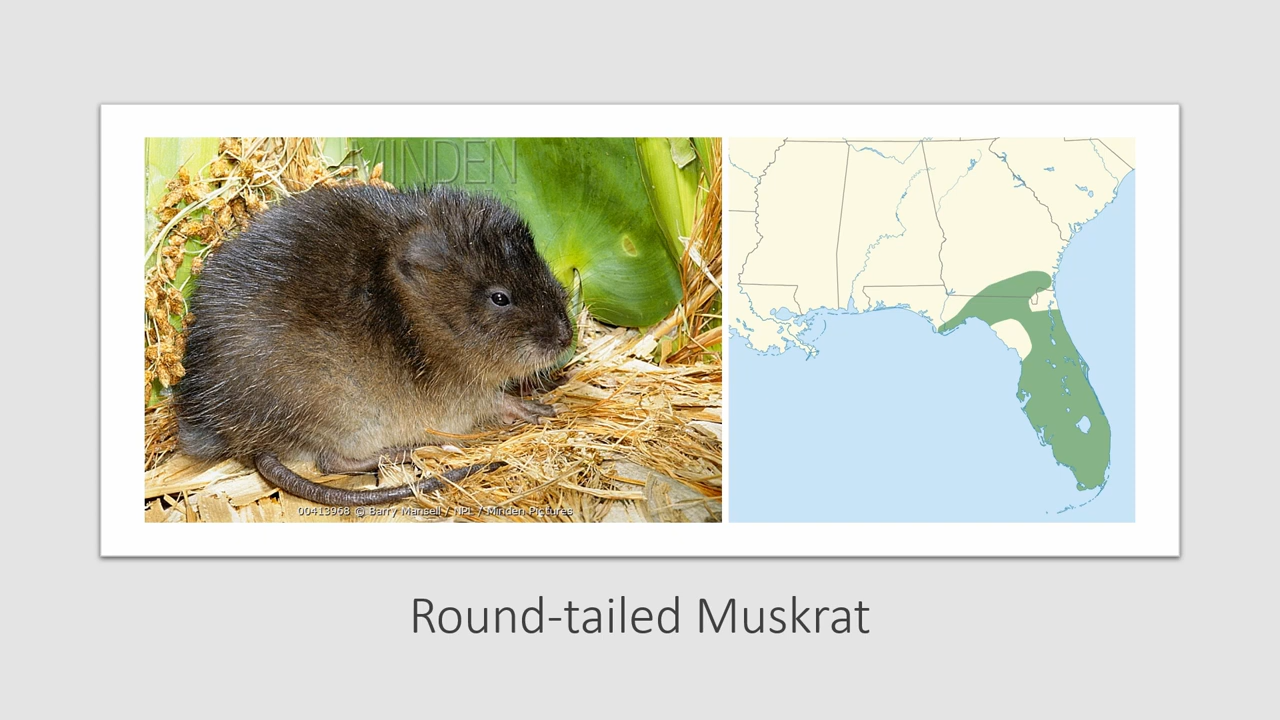 MINDEN
00413968 © Barry Mansell / NPL / Minden Pictures
Round-tailed Muskrat